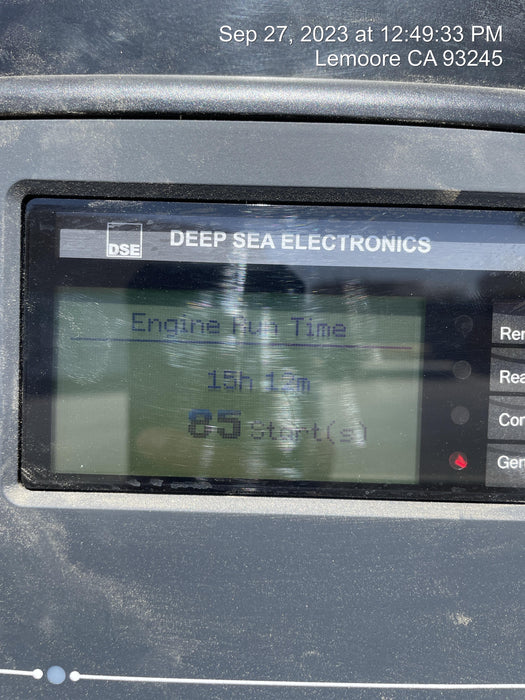 Sep 27, 2023 at 12:49:33 PM
Lemoore CA 93245
DSE
DEEP SEA ELECTRONICS
Engine Run Time
15h 12m
Start(s)